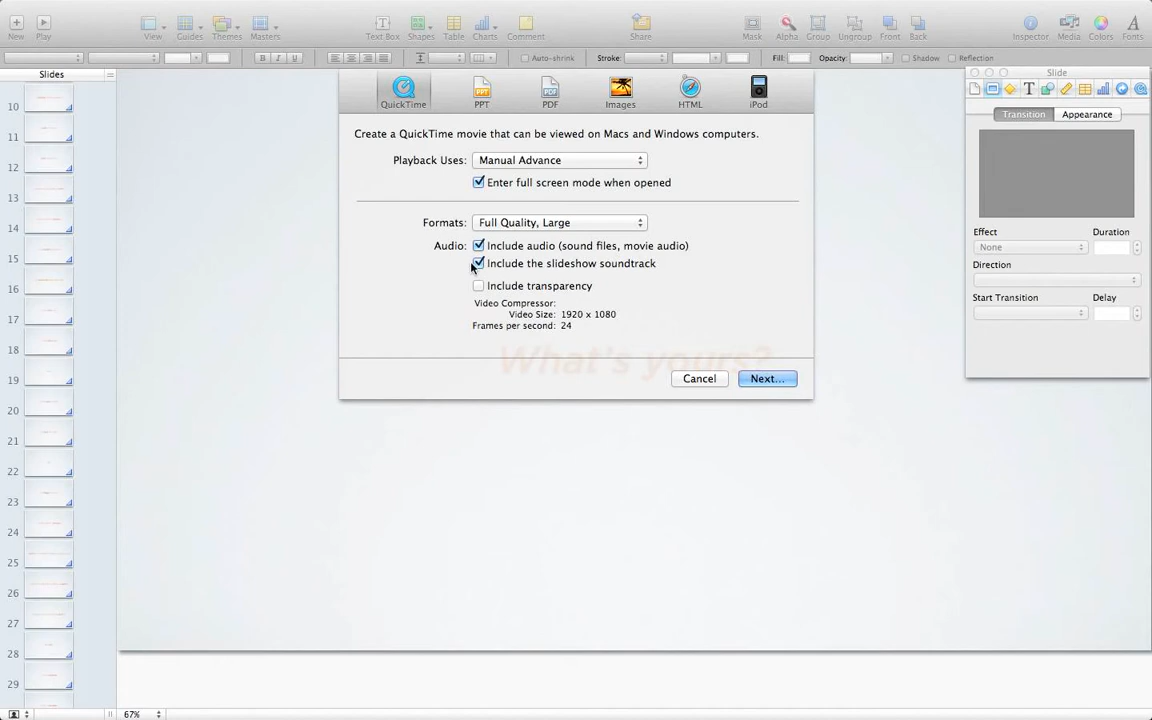 New Play View Guides Themes Masters Text Box Shapes Table Charts Comment Share Mask Alpha Group Ungroup Front Back Inspector Media Colors Fonts
B I U Auto-shrink Stroke: Fill: Opacity: Shadow Reflection
Slides
10
11
12
13
14
15
16
17
18
19
20
21
22
23
24
25
26
27
28
29
67%
QuickTime PPT PDF Images HTML iPod
Create a QuickTime movie that can be viewed on Macs and Windows computers.
Playback Uses: Manual Advance
Enter full screen mode when opened
Formats: Full Quality, Large
Audio: Include audio (sound files, movie audio)
Include the slideshow soundtrack
Include transparency
Video Compressor:
Video Size: 1920 x 1080
Frames per second: 24
What's yours?
Cancel Next...
Slide
Transition Appearance
Effect Duration
None
Direction
Start Transition Delay